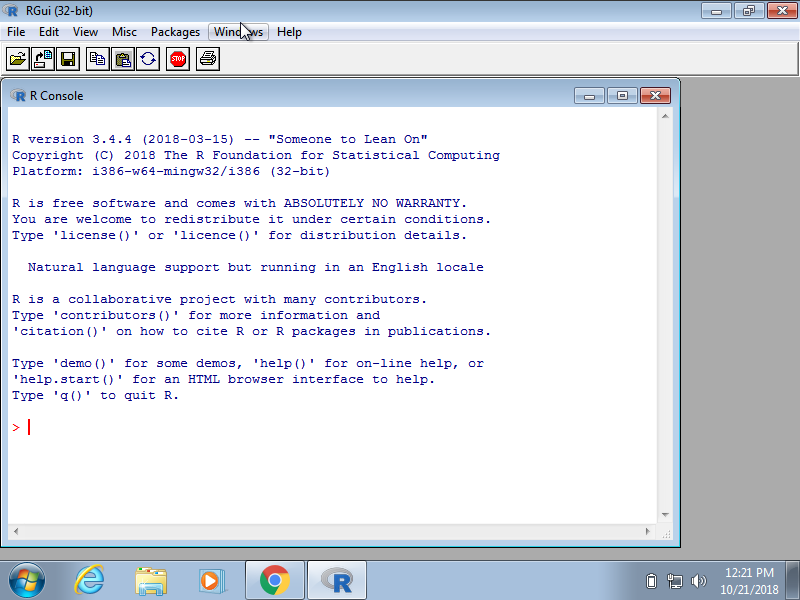 RGui (32-bit)
File Edit View Misc Packages Windows Help
STOP
R Console
R version 3.4.4 (2018-03-15) -- "Someone to Lean On"
Copyright (C) 2018 The R Foundation for Statistical Computing
Platform: i386-w64-mingw32/i386 (32-bit)
R is free software and comes with ABSOLUTELY NO WARRANTY.
You are welcome to redistribute it under certain conditions.
Type 'license()' or 'licence()' for distribution details.
Natural language support but running in an English locale
R is a collaborative project with many contributors.
Type 'contributors()' for more information and
'citation()' on how to cite R or R packages in publications.
Type 'demo()' for some demos, 'help()' for on-line help, or
'help.start()' for an HTML browser interface to help.
Type 'q()' to quit R.
>
12:21 PM
10/21/2018